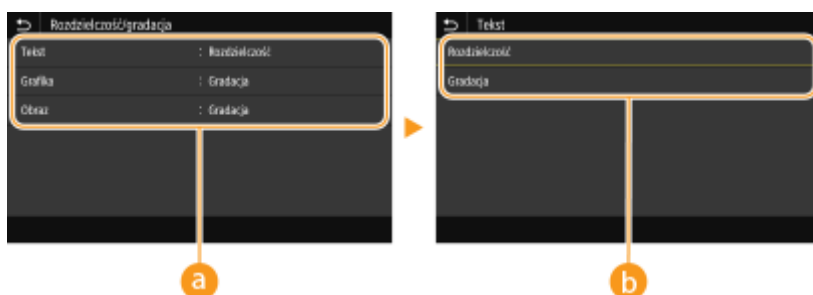 Rozdzielczość/gradacja
Tekst : Rozdzielczość
Grafika : Gradacja
Obraz : Gradacja
a
Tekst
Rozdzielczość
Gradacja
b